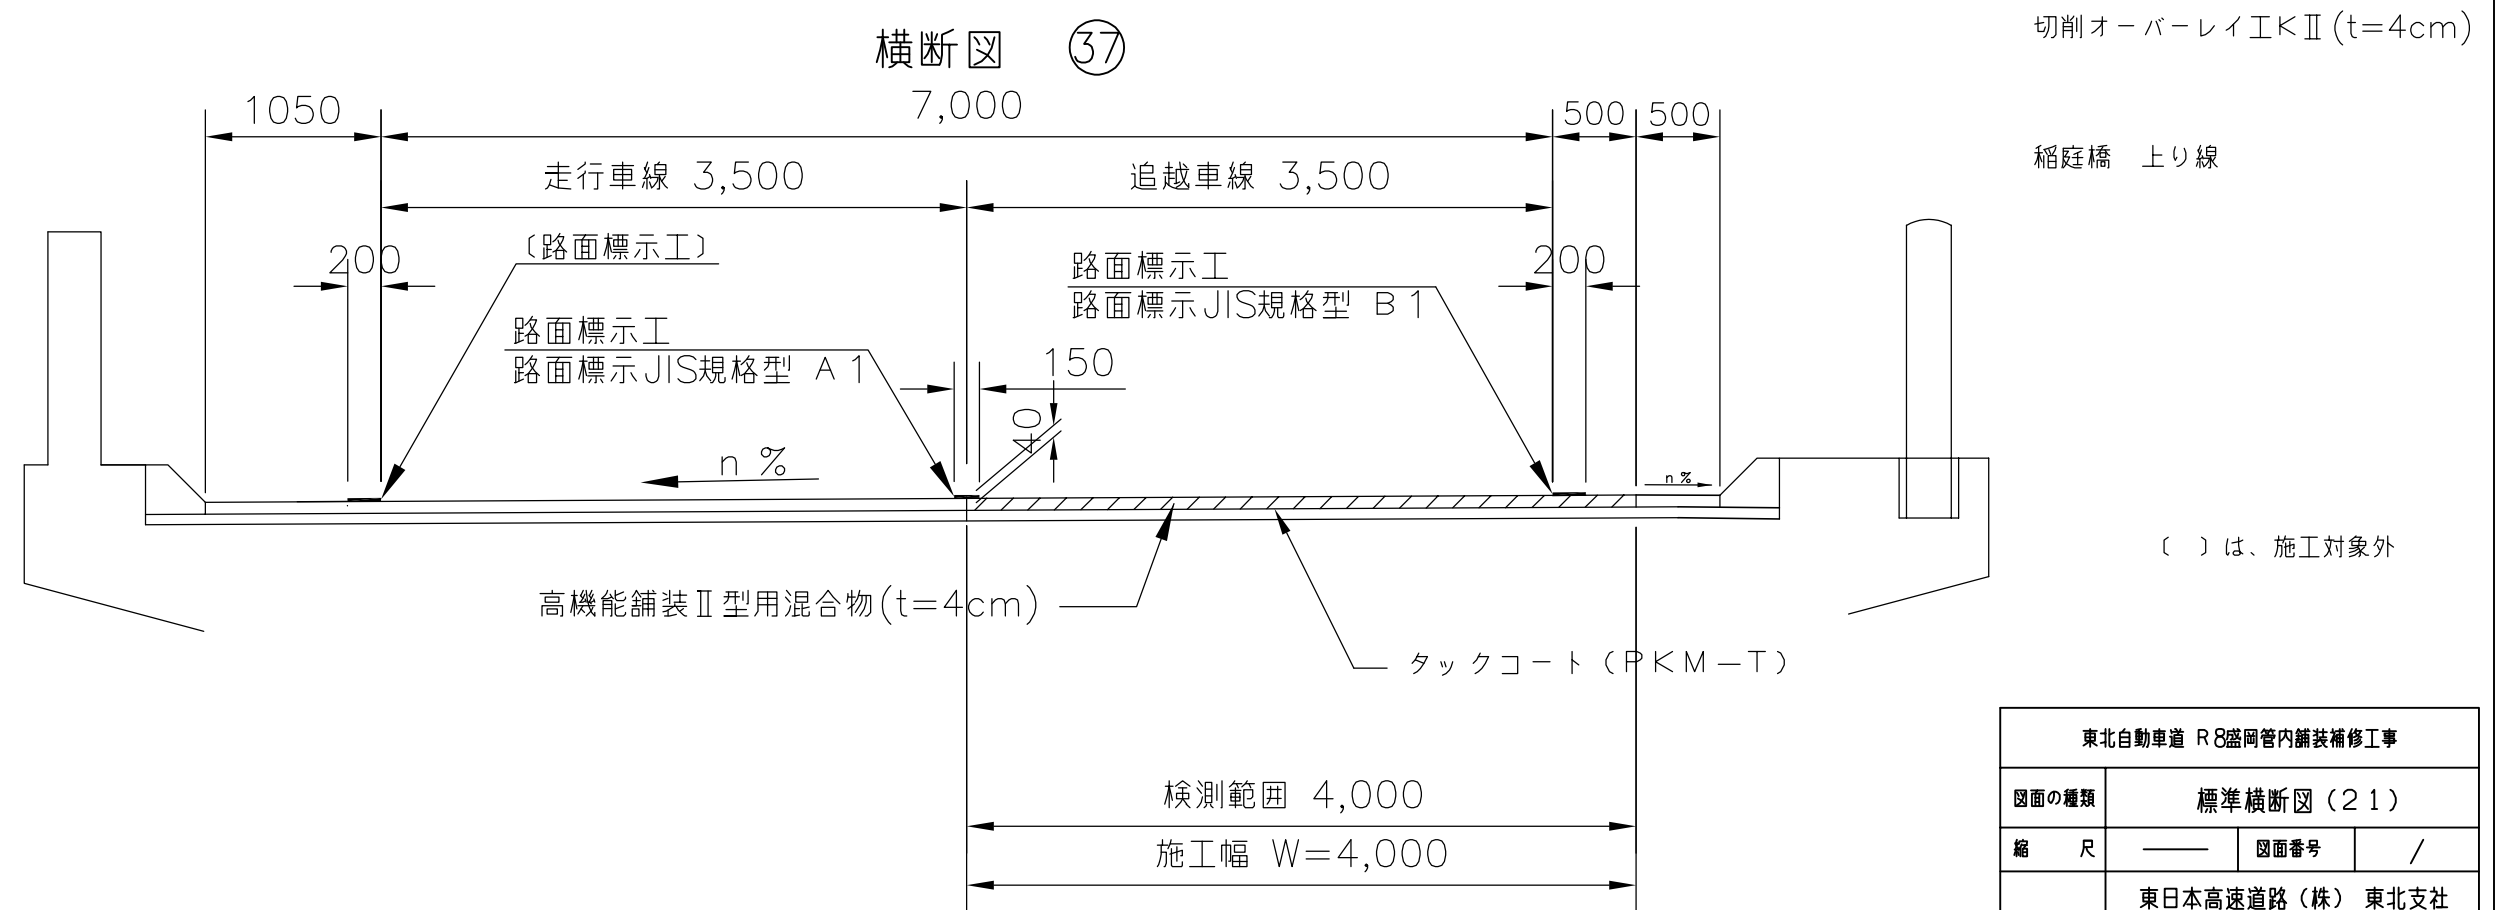 切削オーバーレイ工KⅡ(t=4cm)
横断図 ㊲
7,000
1050
500
500
走行車線 3,500
追越車線 3,500
稲庭橋 上り線
〔路面標示工〕
200
200
路面標示工
路面標示JIS規格型 B1
路面標示工
路面標示JIS規格型 A1
150
40
n %
n %
〔 〕は、施工対象外
高機能舗装Ⅱ型用混合物(t=4cm)
タックコート(PKM-T)
検測範囲 4,000
施工幅 W=4,000
東北自動車道 R8盛岡管内舗装補修工事
図面の種類 標準横断図(21)
縮 尺 ―― 図面番号 /
東日本高速道路(株) 東北支社